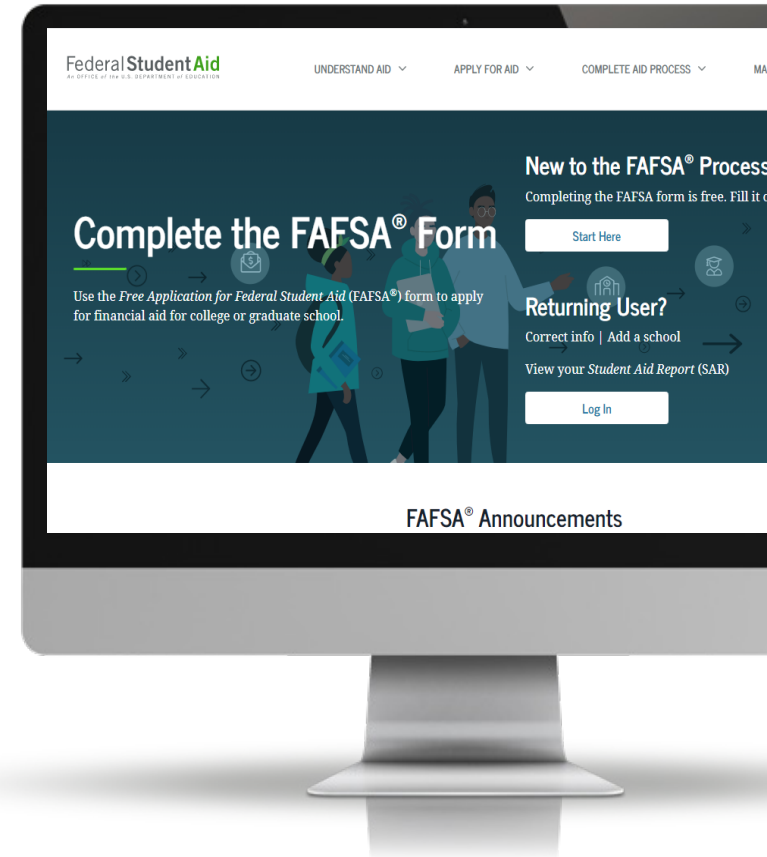 Federal Student Aid
An OFFICE of the U.S. DEPARTMENT of EDUCATION
UNDERSTAND AID
APPLY FOR AID
COMPLETE AID PROCESS
MA
Complete the FAFSA® Form
Use the Free Application for Federal Student Aid (FAFSA®) form to apply
for financial aid for college or graduate school.
New to the FAFSA® Process
Completing the FAFSA form is free. Fill it o
Start Here
Returning User?
Correct info | Add a school
View your Student Aid Report (SAR)
Log In
FAFSA® Announcements